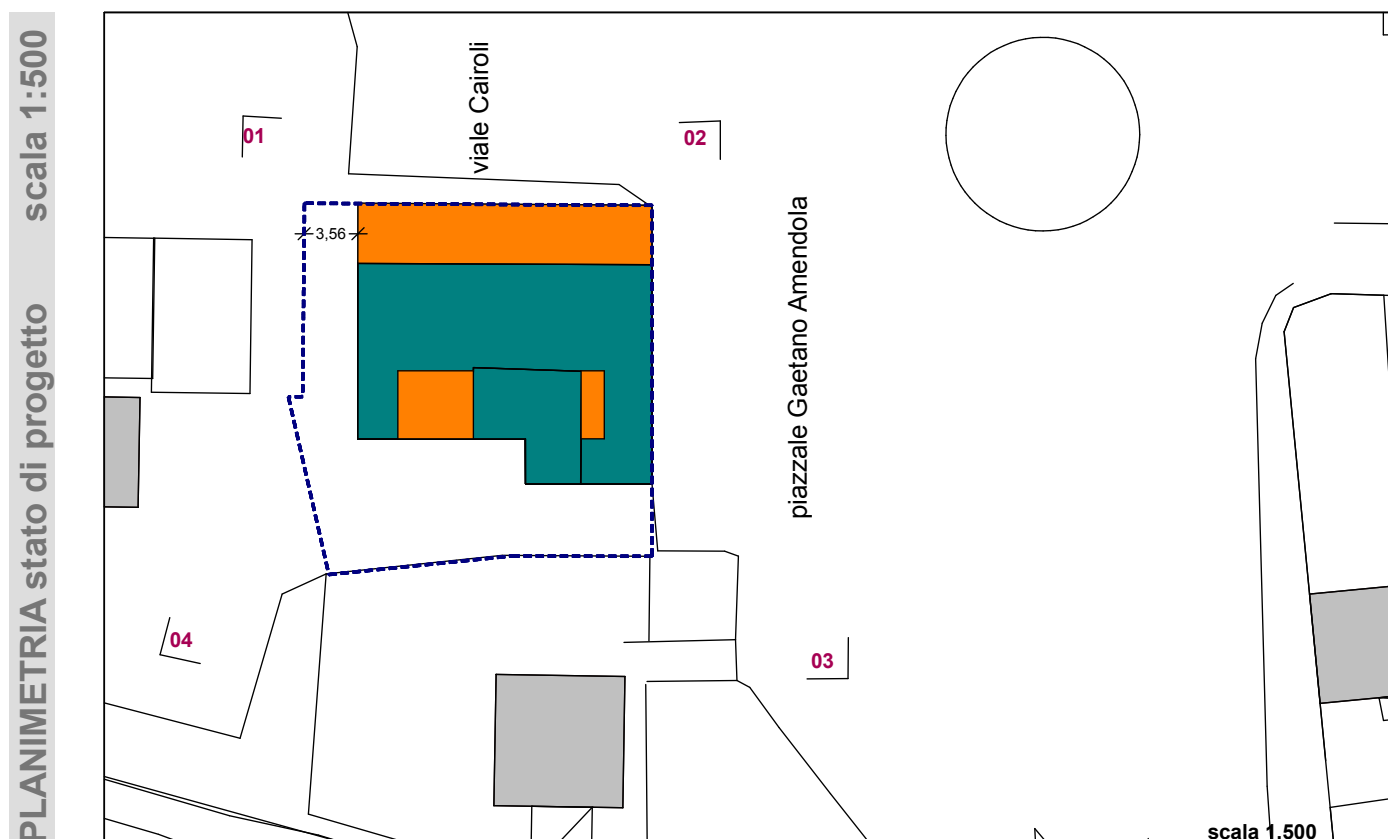 PLANIMETRIA stato di progetto scala 1:500
viale Cairoli
01
02
3,56
piazzale Gaetano Amendola
04
03
scala 1.500